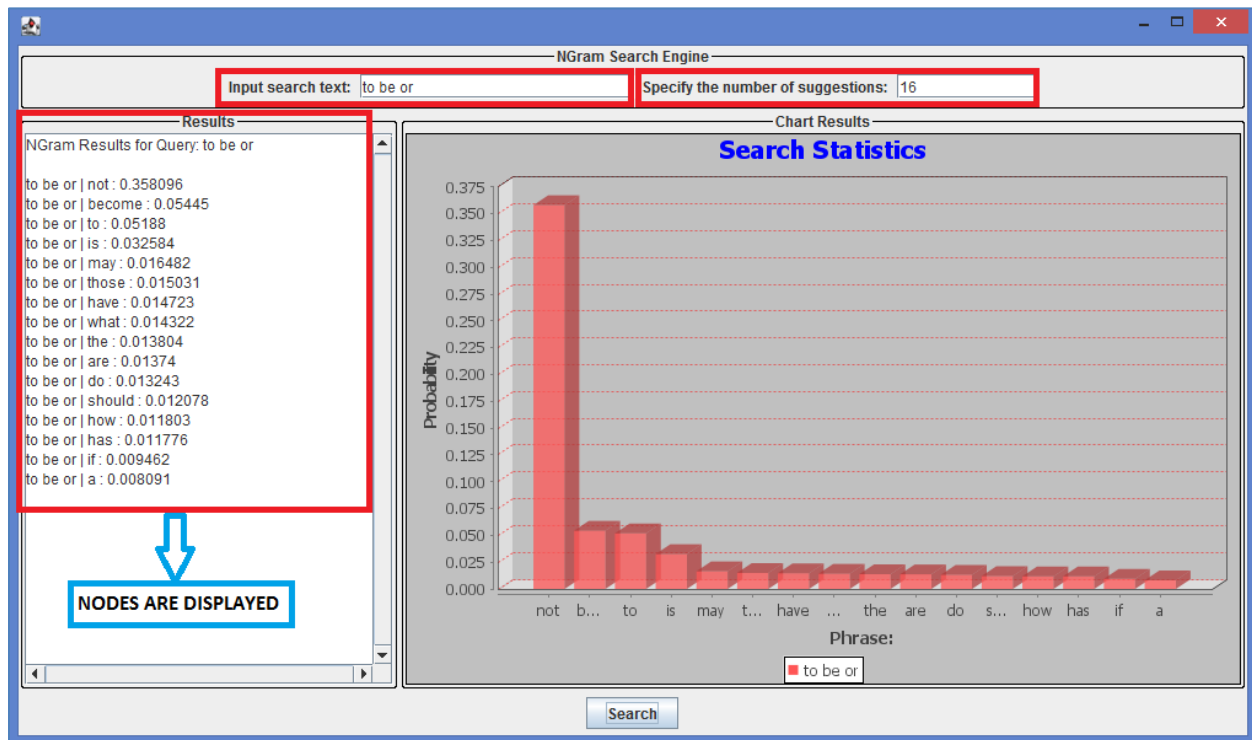 NGram Search Engine
Input search text: to be or
Specify the number of suggestions: 16
Results
NGram Results for Query: to be or
to be or | not : 0.358096
to be or | become : 0.05445
to be or | to : 0.05188
to be or | is : 0.032584
to be or | may : 0.016482
to be or | those : 0.015031
to be or | have : 0.014723
to be or | what : 0.014322
to be or | the : 0.013804
to be or | are : 0.01374
to be or | do : 0.013243
to be or | should : 0.012078
to be or | how : 0.011803
to be or | has : 0.011776
to be or | if : 0.009462
to be or | a : 0.008091
NODES ARE DISPLAYED
Chart Results
Search Statistics
Probability
0.375
0.350
0.325
0.300
0.275
0.250
0.225
0.200
0.175
0.150
0.125
0.100
0.075
0.050
0.025
0.000
not b... to is may t... have ... the are do s... how has if a
Phrase:
to be or
Search